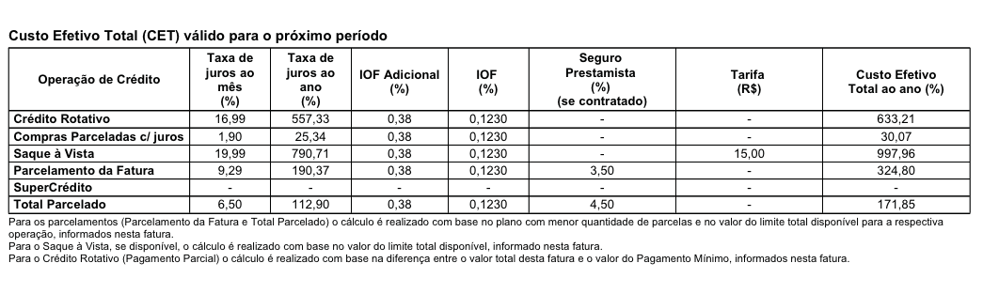 Custo Efetivo Total (CET) válido para o próximo período
Operação de Crédito Taxa de juros ao mês (%) Taxa de juros ao ano (%) IOF Adicional (%) IOF (%) Seguro Prestamista (%) (se contratado) Tarifa (R$) Custo Efetivo Total ao ano (%)
Crédito Rotativo 16,99 557,33 0,38 0,1230 - - 633,21
Compras Parceladas c/ juros 1,90 25,34 0,38 0,1230 - - 30,07
Saque à Vista 19,99 790,71 0,38 0,1230 - 15,00 997,96
Parcelamento da Fatura 9,29 190,37 0,38 0,1230 3,50 - 324,80
SuperCrédito - - - - - - -
Total Parcelado 6,50 112,90 0,38 0,1230 4,50 - 171,85
Para os parcelamentos (Parcelamento da Fatura e Total Parcelado) o cálculo é realizado com base no plano com menor quantidade de parcelas e no valor do limite total disponível para a respectiva
operação, informados nesta fatura.
Para o Saque à Vista, se disponível, o cálculo é realizado com base no valor do limite total disponível, informado nesta fatura.
Para o Crédito Rotativo (Pagamento Parcial) o cálculo é realizado com base na diferença entre o valor total desta fatura e o valor do Pagamento Mínimo, informados nesta fatura.